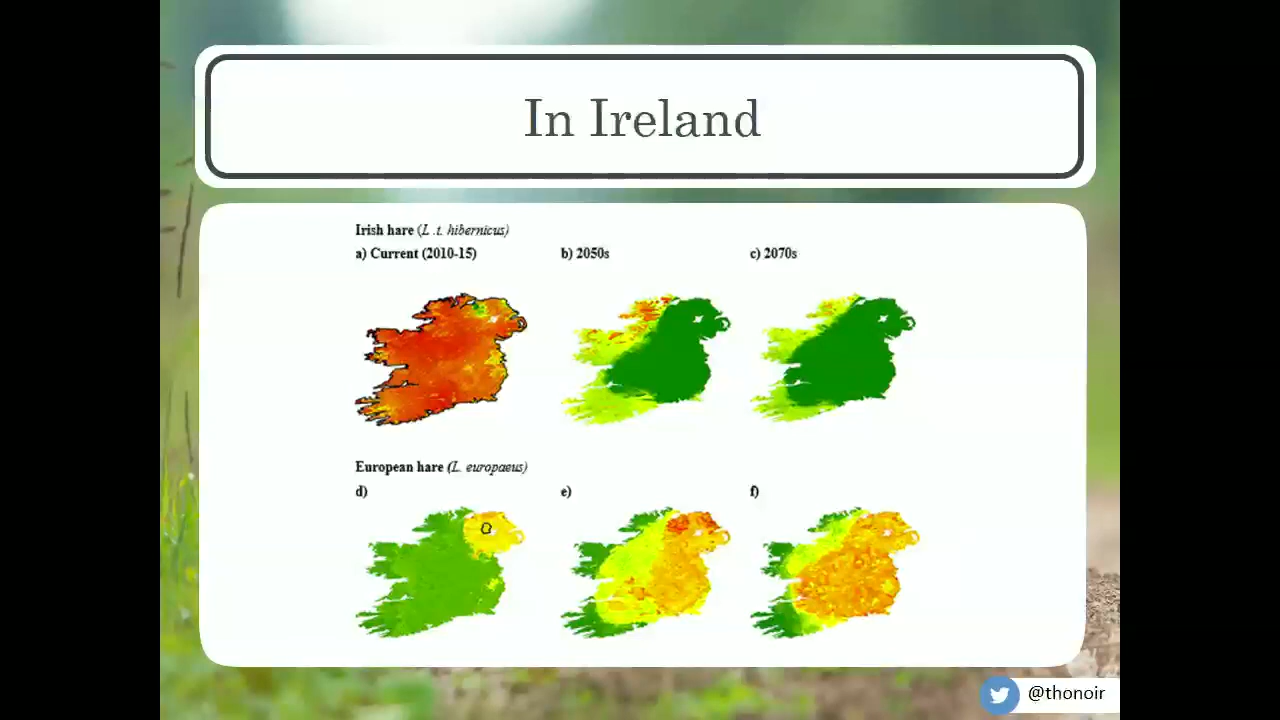 In Ireland
Irish hare (L .t. hibernicus)
a) Current (2010-15) b) 2050s c) 2070s
European hare (L. europaeus)
d) e) f)
@thonoir